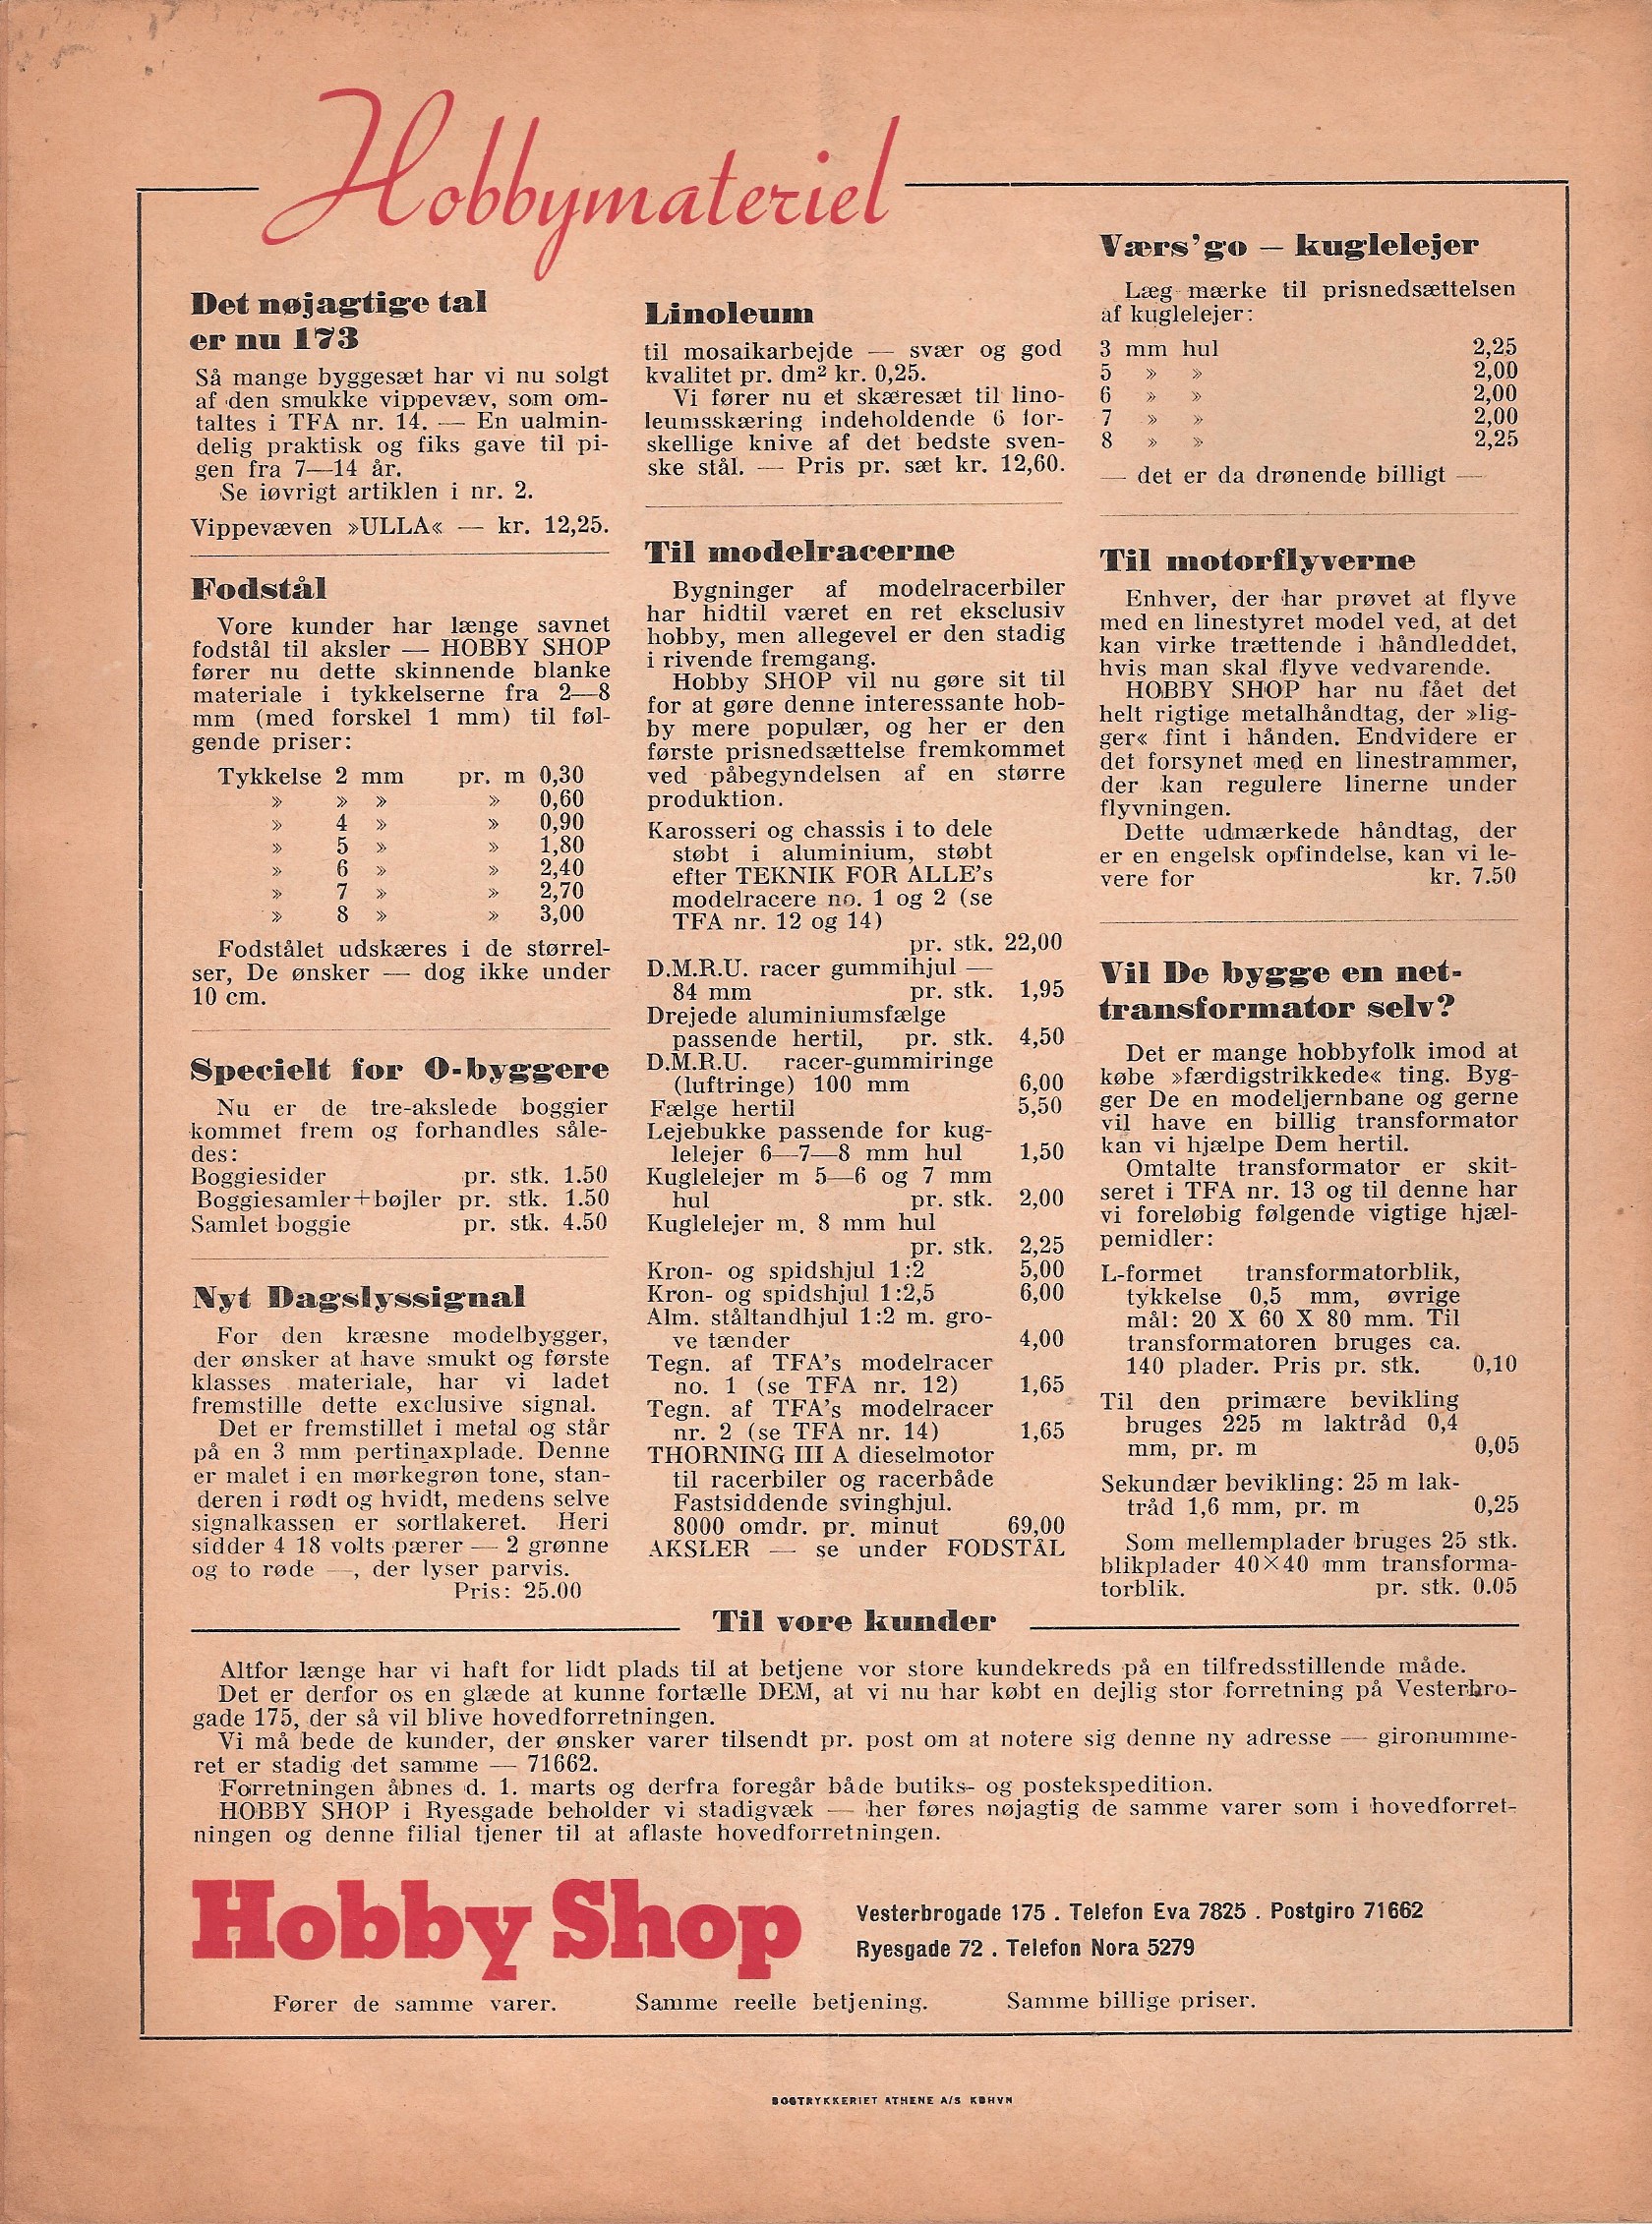 Hobbymateriel
Det nøjagtige tal
er nu 173
Så mange byggesæt har vi nu solgt
af den smukke vippevæv, som om-
taltes i TFA nr. 14. — En ualmin-
delig praktisk og fiks gave til pi-
gen fra 7—14 år.
Se iøvrigt artiklen i nr. 2.
Vippevæven »ULLA« — kr. 12,25.
Fodstål
Vore kunder har længe savnet
fodstål til aksler — HOBBY SHOP
fører nu dette skinnende blanke
materiale i tykkelserne fra 2—8
mm (med forskel 1 mm) til føl-
gende priser:
Tykkelse 2 mm pr. m 0,30
» » » » 0,60
» 4 » » 0,90
» 5 » » 1,80
» 6 » » 2,40
» 7 » » 2,70
» 8 » » 3,00
Fodstålet udskæres i de størrel-
ser, De ønsker — dog ikke under
10 cm.
Specielt for O-byggere
Nu er de tre-akslede boggier
kommet frem og forhandles såle-
des:
Boggiesider pr. stk. 1.50
Boggiesamler+bøjler pr. stk. 1.50
Samlet boggie pr. stk. 4.50
Nyt Dagslyssignal
For den kræsne modelbygger,
der ønsker at have smukt og første
klasses materiale, har vi ladet
fremstille dette exclusive signal.
Det er fremstillet i metal og står
på en 3 mm pertinaxplade. Denne
er malet i en mørkegrøn tone, stan-
deren i rødt og hvidt, medens selve
signalkassen er sortlakeret. Heri
sidder 4 18 volts pærer — 2 grønne
og to røde —, der lyser parvis.
Pris: 25.00
Linoleum
til mosaikarbejde — svær og god
kvalitet pr. dm² kr. 0,25.
Vi fører nu et skæresæt til lino-
leumsskæring indeholdende 6 for-
skellige knive af det bedste sven-
ske stål. — Pris pr. sæt kr. 12,60.
Til modelracerne
Bygninger af modelracerbiler
har hidtil været en ret eksclusiv
hobby, men allegevel er den stadig
i rivende fremgang.
Hobby SHOP vil nu gøre sit til
for at gøre denne interessante hob-
by mere populær, og her er den
første prisnedsættelse fremkommet
ved påbegyndelsen af en større
produktion.
Karosseri og chassis i to dele
støbt i aluminium, støbt
efter TEKNIK FOR ALLE's
modelracere no. 1 og 2 (se
TFA nr. 12 og 14)
pr. stk. 22,00
D.M.R.U. racer gummihjul —
84 mm pr. stk. 1,95
Drejede aluminiumsfælge
passende hertil, pr. stk. 4,50
D.M.R.U. racer-gummiringe
(luftringe) 100 mm 6,00
Fælge hertil 5,50
Lejebukke passende for kug-
lelejer 6—7—8 mm hul 1,50
Kuglelejer m 5—6 og 7 mm
hul pr. stk. 2,00
Kuglelejer m. 8 mm hul
pr. stk. 2,25
Kron- og spidshjul 1:2 5,00
Kron- og spidshjul 1:2,5 6,00
Alm. ståltandhjul 1:2 m. gro-
ve tænder 4,00
Tegn. af TFA's modelracer
no. 1 (se TFA nr. 12) 1,65
Tegn. af TFA's modelracer
nr. 2 (se TFA nr. 14) 1,65
THORNING III A dieselmotor
til racerbiler og racerbåde
Fastsiddende svinghjul.
8000 omdr. pr. minut 69,00
AKSLER — se under FODSTÅL
Værs'go — kuglelejer
Læg mærke til prisnedsættelsen
af kuglelejer:
3 mm hul 2,25
5 » » 2,00
6 » » 2,00
7 » » 2,00
8 » » 2,25
— det er da drønende billigt —
Til motorflyverne
Enhver, der har prøvet at flyve
med en linestyret model ved, at det
kan virke trættende i håndleddet,
hvis man skal flyve vedvarende.
HOBBY SHOP har nu fået det
helt rigtige metalhåndtag, der »lig-
ger« fint i hånden. Endvidere er
det forsynet med en linestrammer,
der kan regulere linerne under
flyvningen.
Dette udmærkede håndtag, der
er en engelsk opfindelse, kan vi le-
vere for kr. 7.50
Vil De bygge en net-
transformator selv?
Det er mange hobbyfolk imod at
købe »færdigstrikkede« ting. Byg-
ger De en modeljernbane og gerne
vil have en billig transformator
kan vi hjælpe Dem hertil.
Omtalte transformator er skit-
seret i TFA nr. 13 og til denne har
vi foreløbig følgende vigtige hjæl-
pemidler:
L-formet transformatorblik,
tykkelse 0,5 mm, øvrige
mål: 20 X 60 X 80 mm. Til
transformatoren bruges ca.
140 plader. Pris pr. stk. 0,10
Til den primære bevikling
bruges 225 m laktråd 0,4
mm, pr. m 0,05
Sekundær bevikling: 25 m lak-
tråd 1,6 mm, pr. m 0,25
Som mellemplader bruges 25 stk.
blikplader 40×40 mm transforma-
torblik. pr. stk. 0.05
Til vore kunder
Altfor længe har vi haft for lidt plads til at betjene vor store kundekreds på en tilfredsstillende måde.
Det er derfor os en glæde at kunne fortælle DEM, at vi nu har købt en dejlig stor forretning på Vesterbro-
gade 175, der så vil blive hovedforretningen.
Vi må bede de kunder, der ønsker varer tilsendt pr. post om at notere sig denne ny adresse — gironumme-
ret er stadig det samme — 71662.
Forretningen åbnes d. 1. marts og derfra foregår både butiks- og postekspedition.
HOBBY SHOP i Ryesgade beholder vi stadigvæk — her føres nøjagtig de samme varer som i hovedforret-
ningen og denne filial tjener til at aflaste hovedforretningen.
Hobby Shop
Vesterbrogade 175 . Telefon Eva 7825 . Postgiro 71662
Ryesgade 72 . Telefon Nora 5279
Fører de samme varer. Samme reelle betjening. Samme billige priser.
BOGTRYKKERIET ATHENE A/S KBHVN